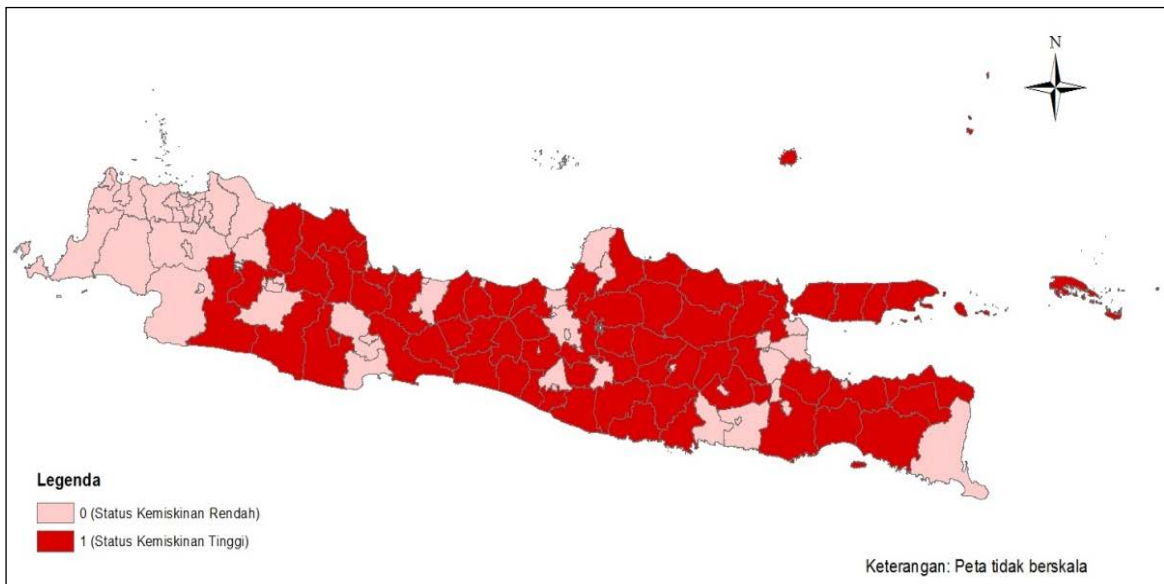 N
Legenda
0 (Status Kemiskinan Rendah)
1 (Status Kemiskinan Tinggi)
Keterangan: Peta tidak berskala